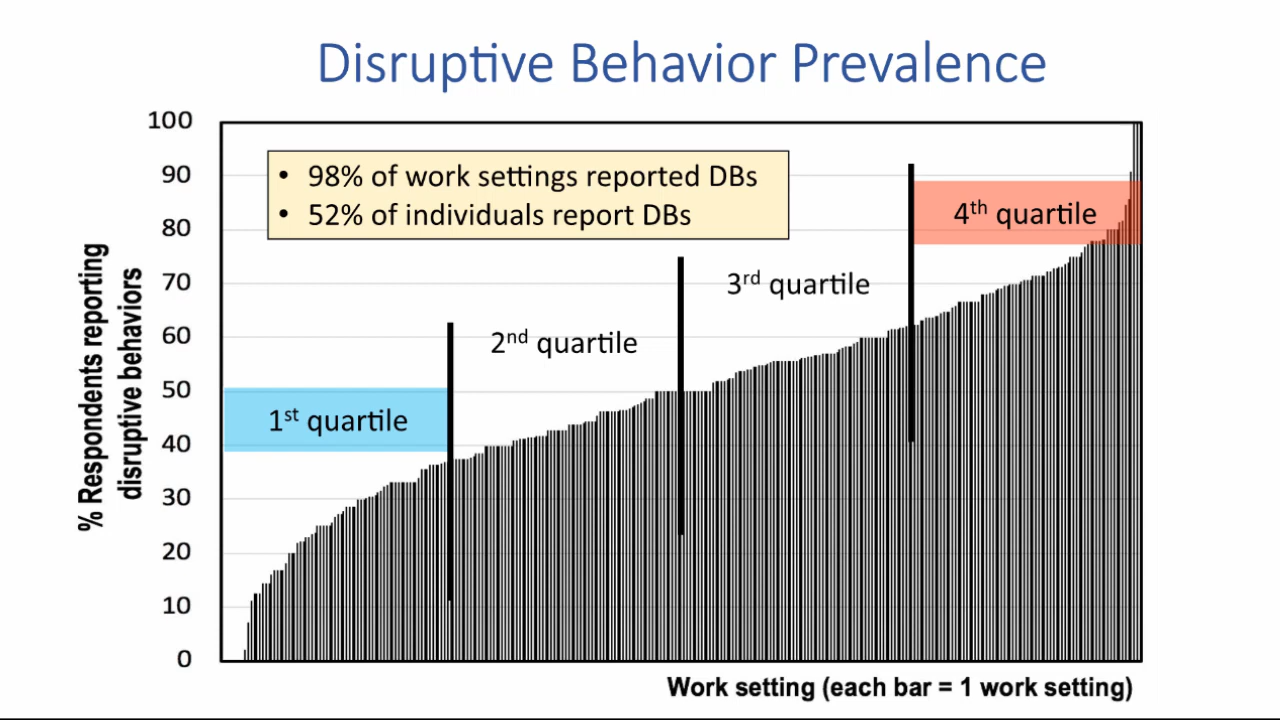 Disruptive Behavior Prevalence
100
90
80
70
60
50
40
30
20
10
0
% Respondents reporting
disruptive behaviors
• 98% of work settings reported DBs
• 52% of individuals report DBs
1st quartile
2nd quartile
3rd quartile
4th quartile
Work setting (each bar = 1 work setting)